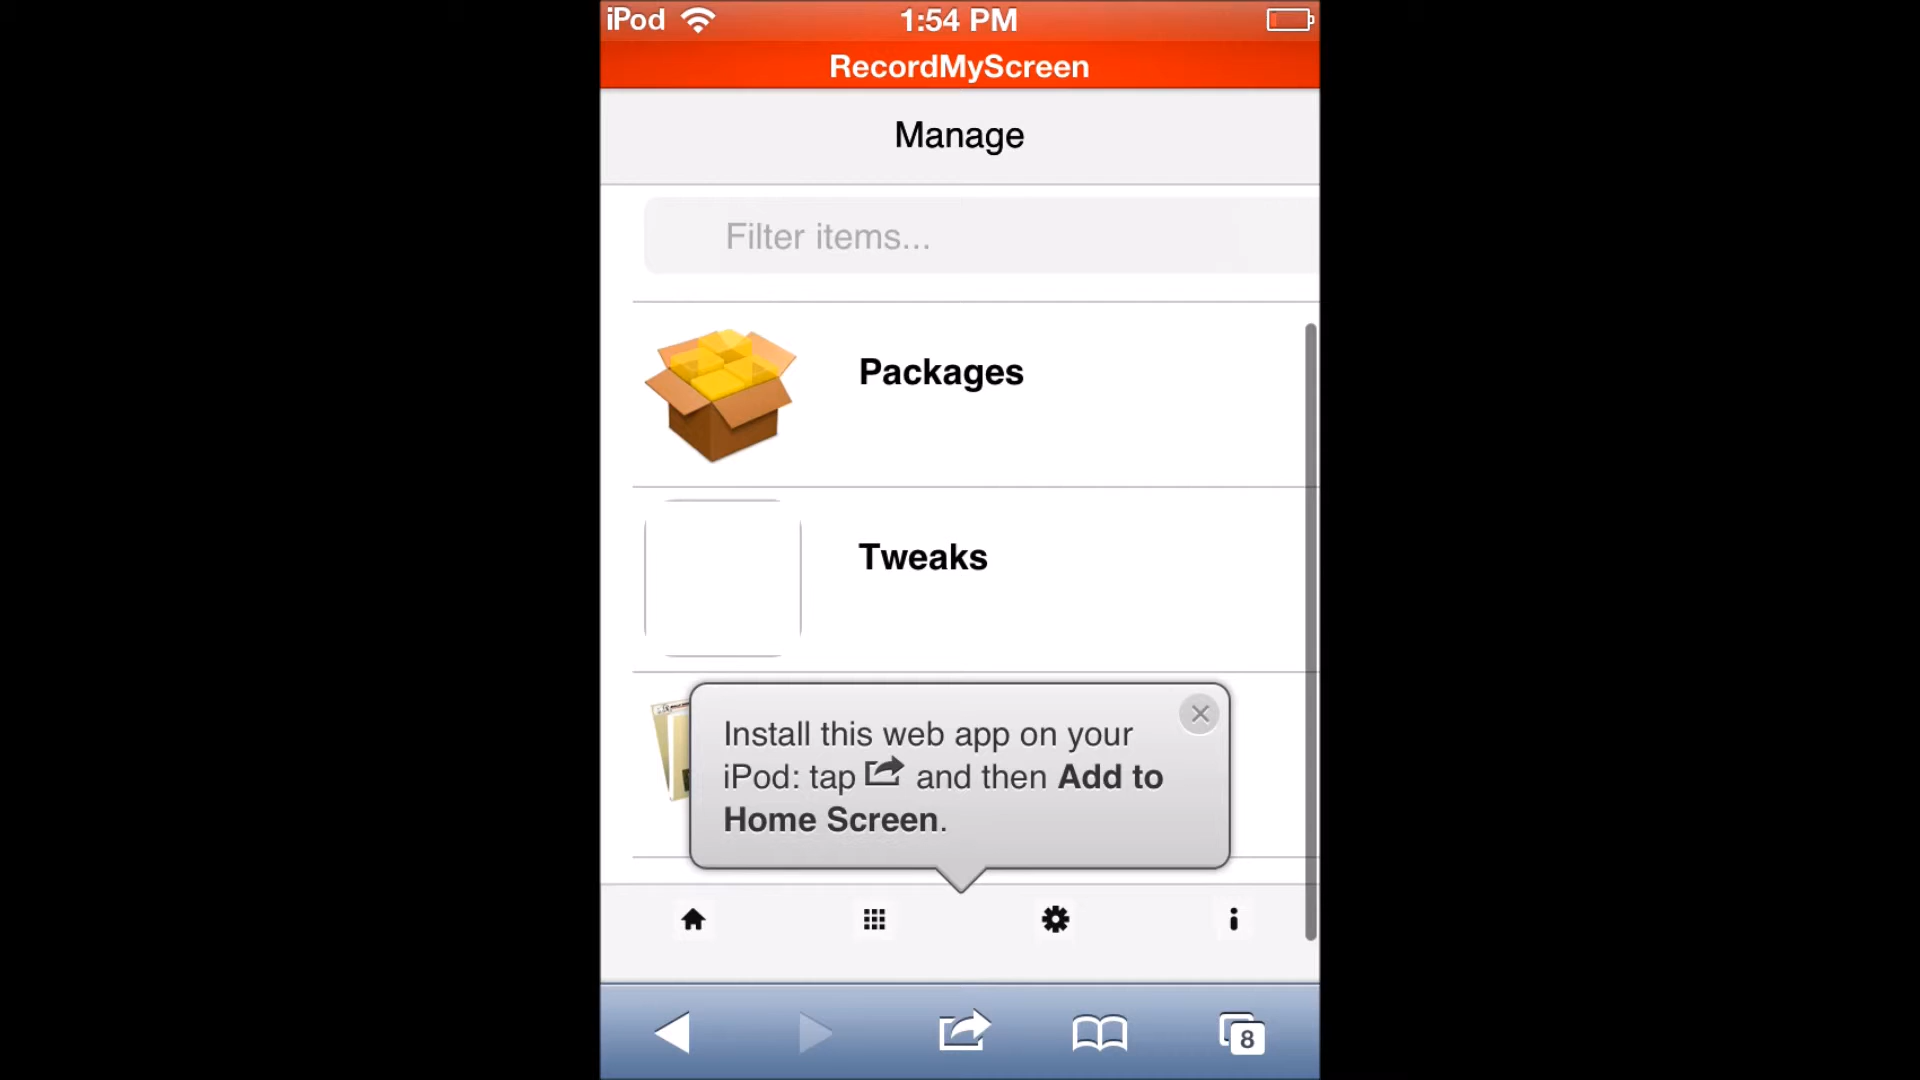 iPod 1:54 PM
RecordMyScreen
Manage
Filter items...
Packages
Tweaks
Install this web app on your
iPod: tap and then Add to
Home Screen.
8